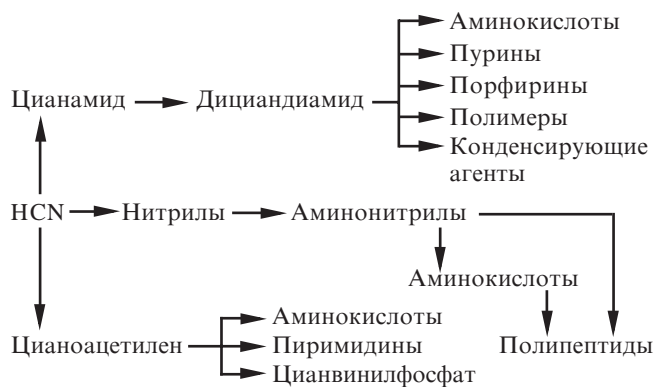 Аминокислоты
Пурины
Цианамид Дициандиамид Порфирины
Полимеры
Конденсирующие
агенты
HCN Нитрилы Аминонитрилы
Аминокислоты
Аминокислоты
Цианоацетилен Пиримидины Полипептиды
Цианвинилфосфат